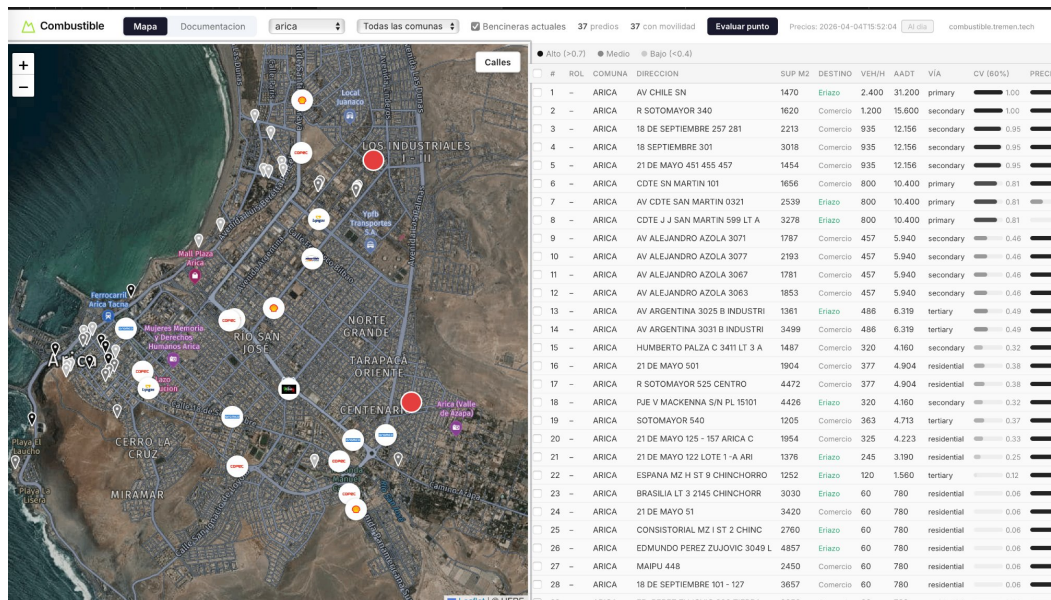 Combustible Mapa Documentacion arica Todas las comunas Bencineras actuales 37 predios 37 con movilidad Evaluar punto Precios: 2026-04-04T15:52:04 Al dia combustible.tremen.tech
+
−
Calles
Local
Juanaco
LOS INDUSTRIALES
I - III
COPEC
Ypfb
Transportes
S.A.
Mall Plaza
Arica
Ferrocarril
Arica Tacna
Mujeres Memoria
y Derechos
Humanos Arica
COPEC
RÍO SAN
JOSÉ
NORTE
GRANDE
TARAPACÁ
ORIENTE
Arica
COPEC
CENTENARIO
Arica (Valle
de Azapa)
Playa El
Laucho
CERRO LA
CRUZ
COPEC
COPEC
Playa La
Lisera
MIRAMAR
COPEC
Alto (>0.7) Medio Bajo (<0.4)
# ROL COMUNA DIRECCION SUP M2 DESTINO VEH/H AADT VÍA CV (60%) PRECI
1 – ARICA AV CHILE SN 1470 Eriazo 2.400 31.200 primary 1.00
2 – ARICA R SOTOMAYOR 340 1620 Comercio 1.200 15.600 secondary 1.00
3 – ARICA 18 DE SEPTIEMBRE 257 281 2213 Comercio 935 12.156 secondary 0.95
4 – ARICA 18 SEPTIEMBRE 301 3018 Comercio 935 12.156 secondary 0.95
5 – ARICA 21 DE MAYO 451 455 457 1454 Comercio 935 12.156 secondary 0.95
6 – ARICA CDTE SN MARTIN 101 1656 Comercio 800 10.400 primary 0.81
7 – ARICA AV CDTE SAN MARTIN 0321 2539 Eriazo 800 10.400 primary 0.81
8 – ARICA CDTE J J SAN MARTIN 599 LT A 3278 Eriazo 800 10.400 primary 0.81
9 – ARICA AV ALEJANDRO AZOLA 3071 1787 Comercio 457 5.940 secondary 0.46
10 – ARICA AV ALEJANDRO AZOLA 3077 2193 Comercio 457 5.940 secondary 0.46
11 – ARICA AV ALEJANDRO AZOLA 3067 1781 Comercio 457 5.940 secondary 0.46
12 – ARICA AV ALEJANDRO AZOLA 3063 1853 Comercio 457 5.940 secondary 0.46
13 – ARICA AV ARGENTINA 3025 B INDUSTRI 1361 Eriazo 486 6.319 tertiary 0.49
14 – ARICA AV ARGENTINA 3031 B INDUSTRI 3499 Comercio 486 6.319 tertiary 0.49
15 – ARICA HUMBERTO PALZA C 3411 LT 3 A 1487 Comercio 320 4.160 secondary 0.32
16 – ARICA 21 DE MAYO 501 1904 Comercio 377 4.904 residential 0.38
17 – ARICA R SOTOMAYOR 525 CENTRO 4472 Comercio 377 4.904 residential 0.38
18 – ARICA PJE V MACKENNA S/N PL 15101 4426 Eriazo 320 4.160 secondary 0.32
19 – ARICA SOTOMAYOR 540 1205 Comercio 363 4.713 tertiary 0.37
20 – ARICA 21 DE MAYO 125 - 157 ARICA C 1954 Comercio 325 4.223 residential 0.33
21 – ARICA 21 DE MAYO 122 LOTE 1 -A ARI 1376 Eriazo 245 3.190 residential 0.25
22 – ARICA ESPANA MZ H ST 9 CHINCHORRO 1252 Eriazo 120 1.560 tertiary 0.12
23 – ARICA BRASILIA LT 3 2145 CHINCHORR 3030 Eriazo 60 780 residential 0.06
24 – ARICA 21 DE MAYO 51 3420 Comercio 60 780 residential 0.06
25 – ARICA CONSISTORIAL MZ I ST 2 CHINC 2760 Eriazo 60 780 residential 0.06
26 – ARICA EDMUNDO PEREZ ZUJOVIC 3049 L 4857 Eriazo 60 780 residential 0.06
27 – ARICA MAIPU 448 2450 Comercio 60 780 residential 0.06
28 – ARICA 18 DE SEPTIEMBRE 101 - 127 3657 Comercio 60 780 residential 0.06